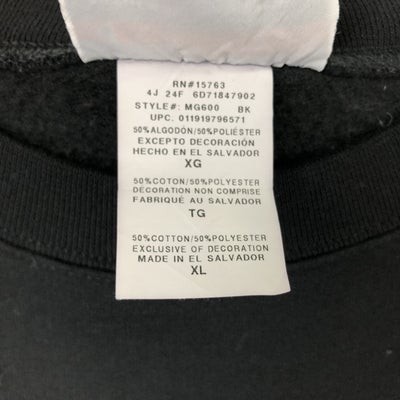 RN#15763
4J 24F 6D71847902
STYLE#: MG600 BK
UPC. 011919796571
50%ALGODÓN/50%POLIÉSTER
EXCEPTO DECORACIÓN
HECHO EN EL SALVADOR
XG
50%COTON/50%POLYESTER
DÉCORATION NON COMPRISE
FABRIQUÉ AU SALVADOR
TG
50%COTTON/50%POLYESTER
EXCLUSIVE OF DECORATION
MADE IN EL SALVADOR
XL